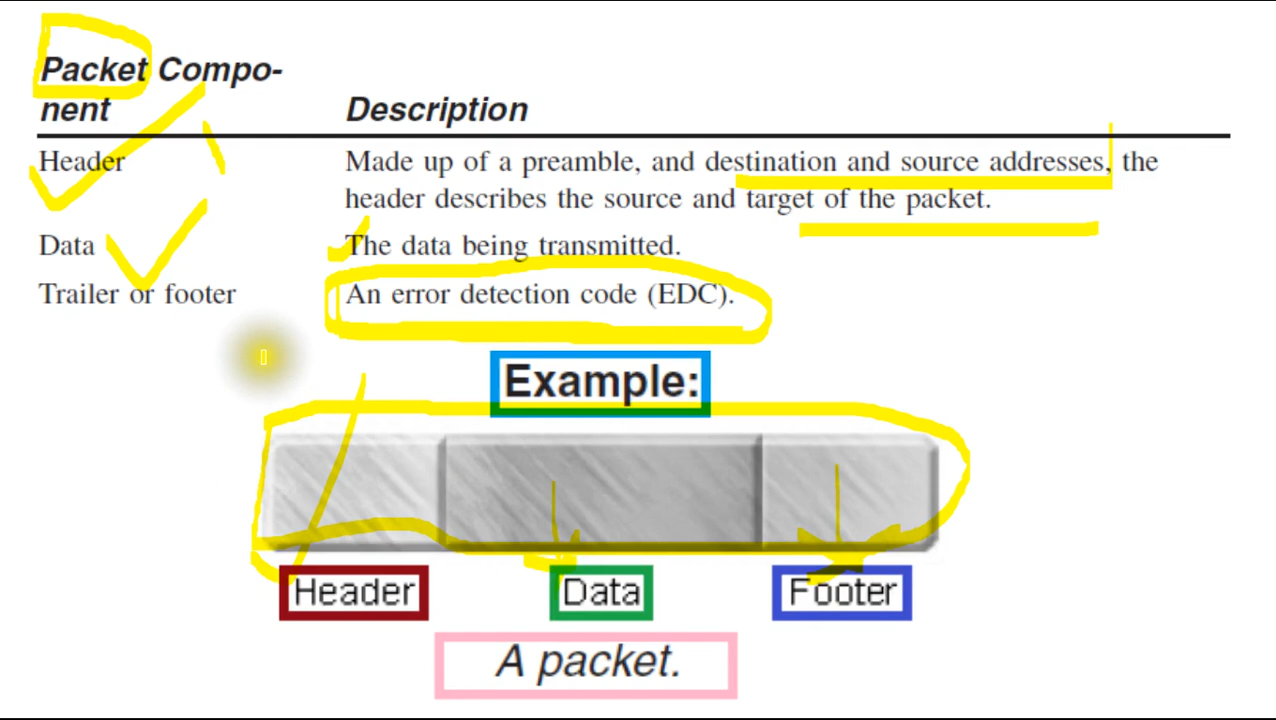 Packet Compo-
nent Description
Header Made up of a preamble, and destination and source addresses, the
header describes the source and target of the packet.
Data The data being transmitted.
Trailer or footer An error detection code (EDC).
Example:
Header Data Footer
A packet.